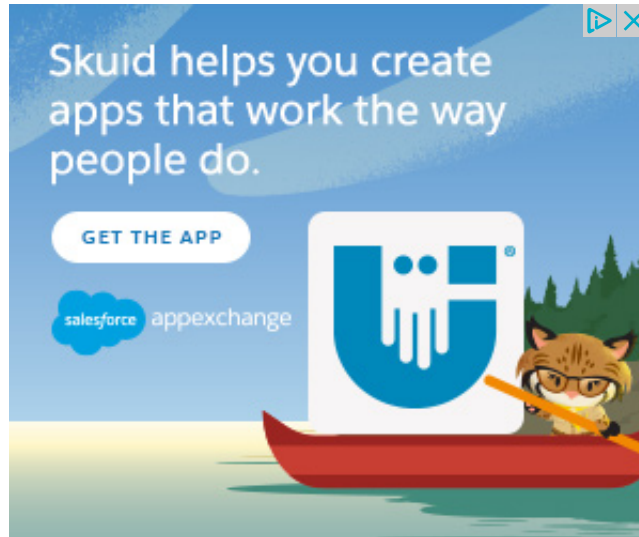 Skuid helps you create
apps that work the way
people do.
GET THE APP
salesforce appexchange
®